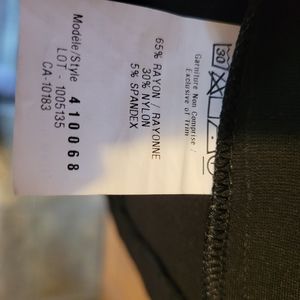 30
Garniture Non Comprise /
Exclusive of Trim
65% RAYON / RAYONNE
30% NYLON
5% SPANDEX
Modèle/Style 410068
LOT - 1005135
CA-10183